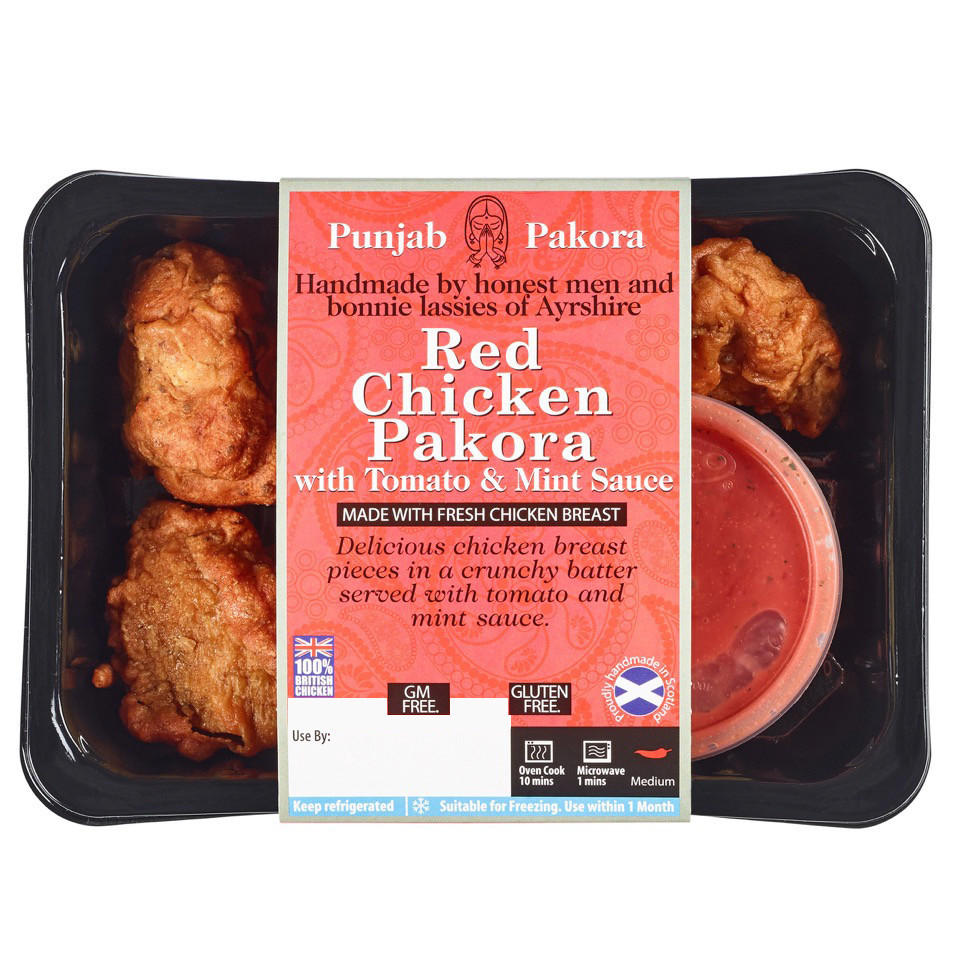 Punjab Pakora
Handmade by honest men and
bonnie lassies of Ayrshire
Red
Chicken
Pakora
with Tomato & Mint Sauce
MADE WITH FRESH CHICKEN BREAST
Delicious chicken breast
pieces in a crunchy batter
served with tomato and
mint sauce.
100%
BRITISH
CHICKEN
GM
FREE.
GLUTEN
FREE.
Proudly handmade in Scotland
Use By:
Oven Cook
10 mins
Microwave
1 mins
Medium
Keep refrigerated
Suitable for Freezing. Use within 1 Month